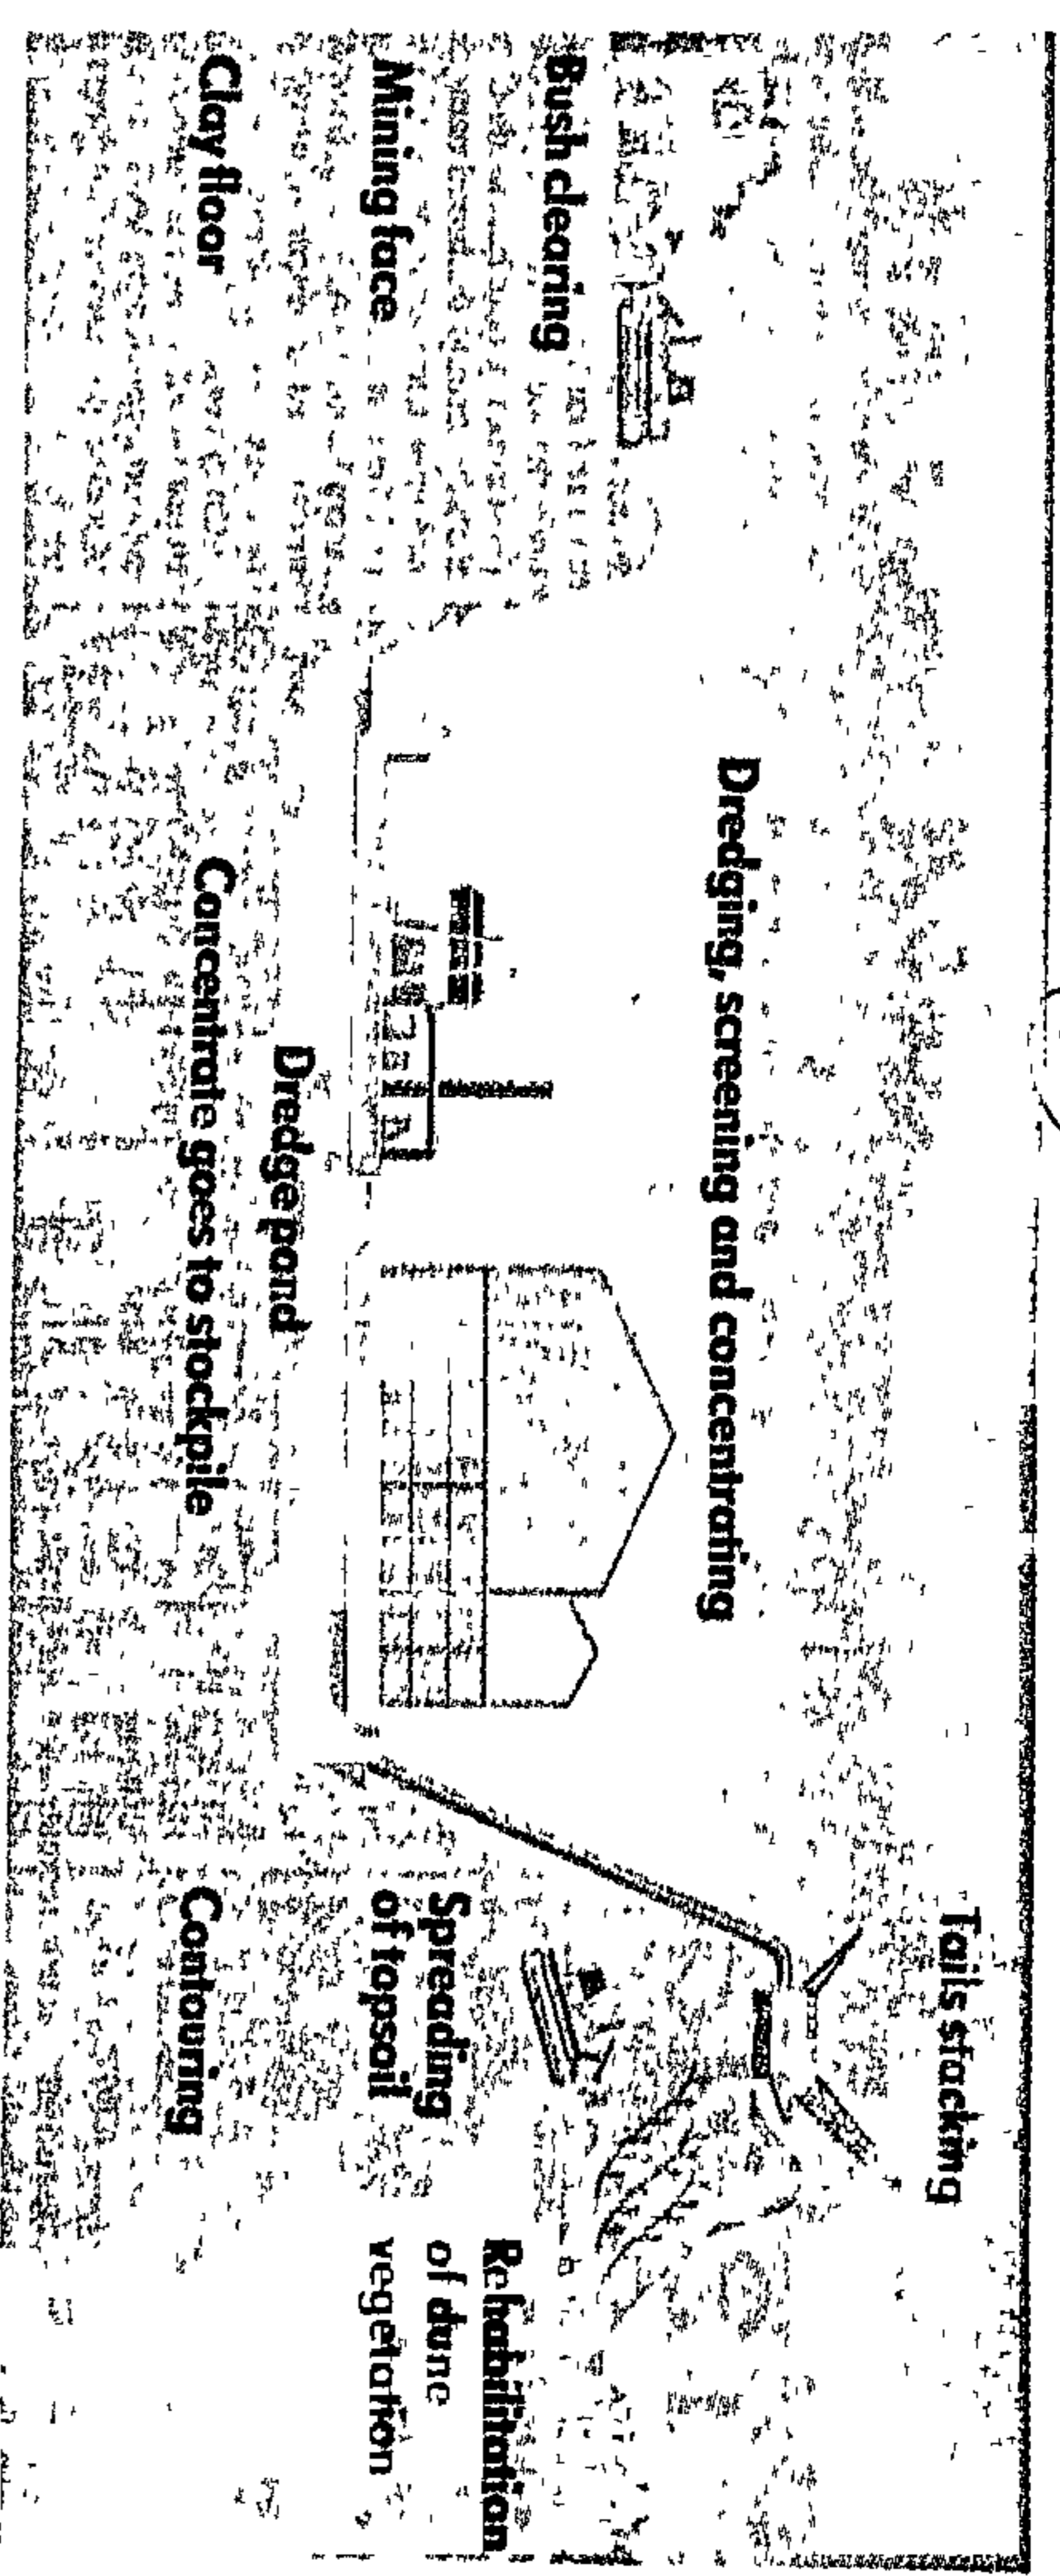 Bush clearing
Mining face
Clay floor
Dredging, screening and concentrating
Dredge pond
Concentrate goes to stockpile
Tails stacking
Spreading
of topsoil
Contouring
Rehabilitation
of dune
vegetation